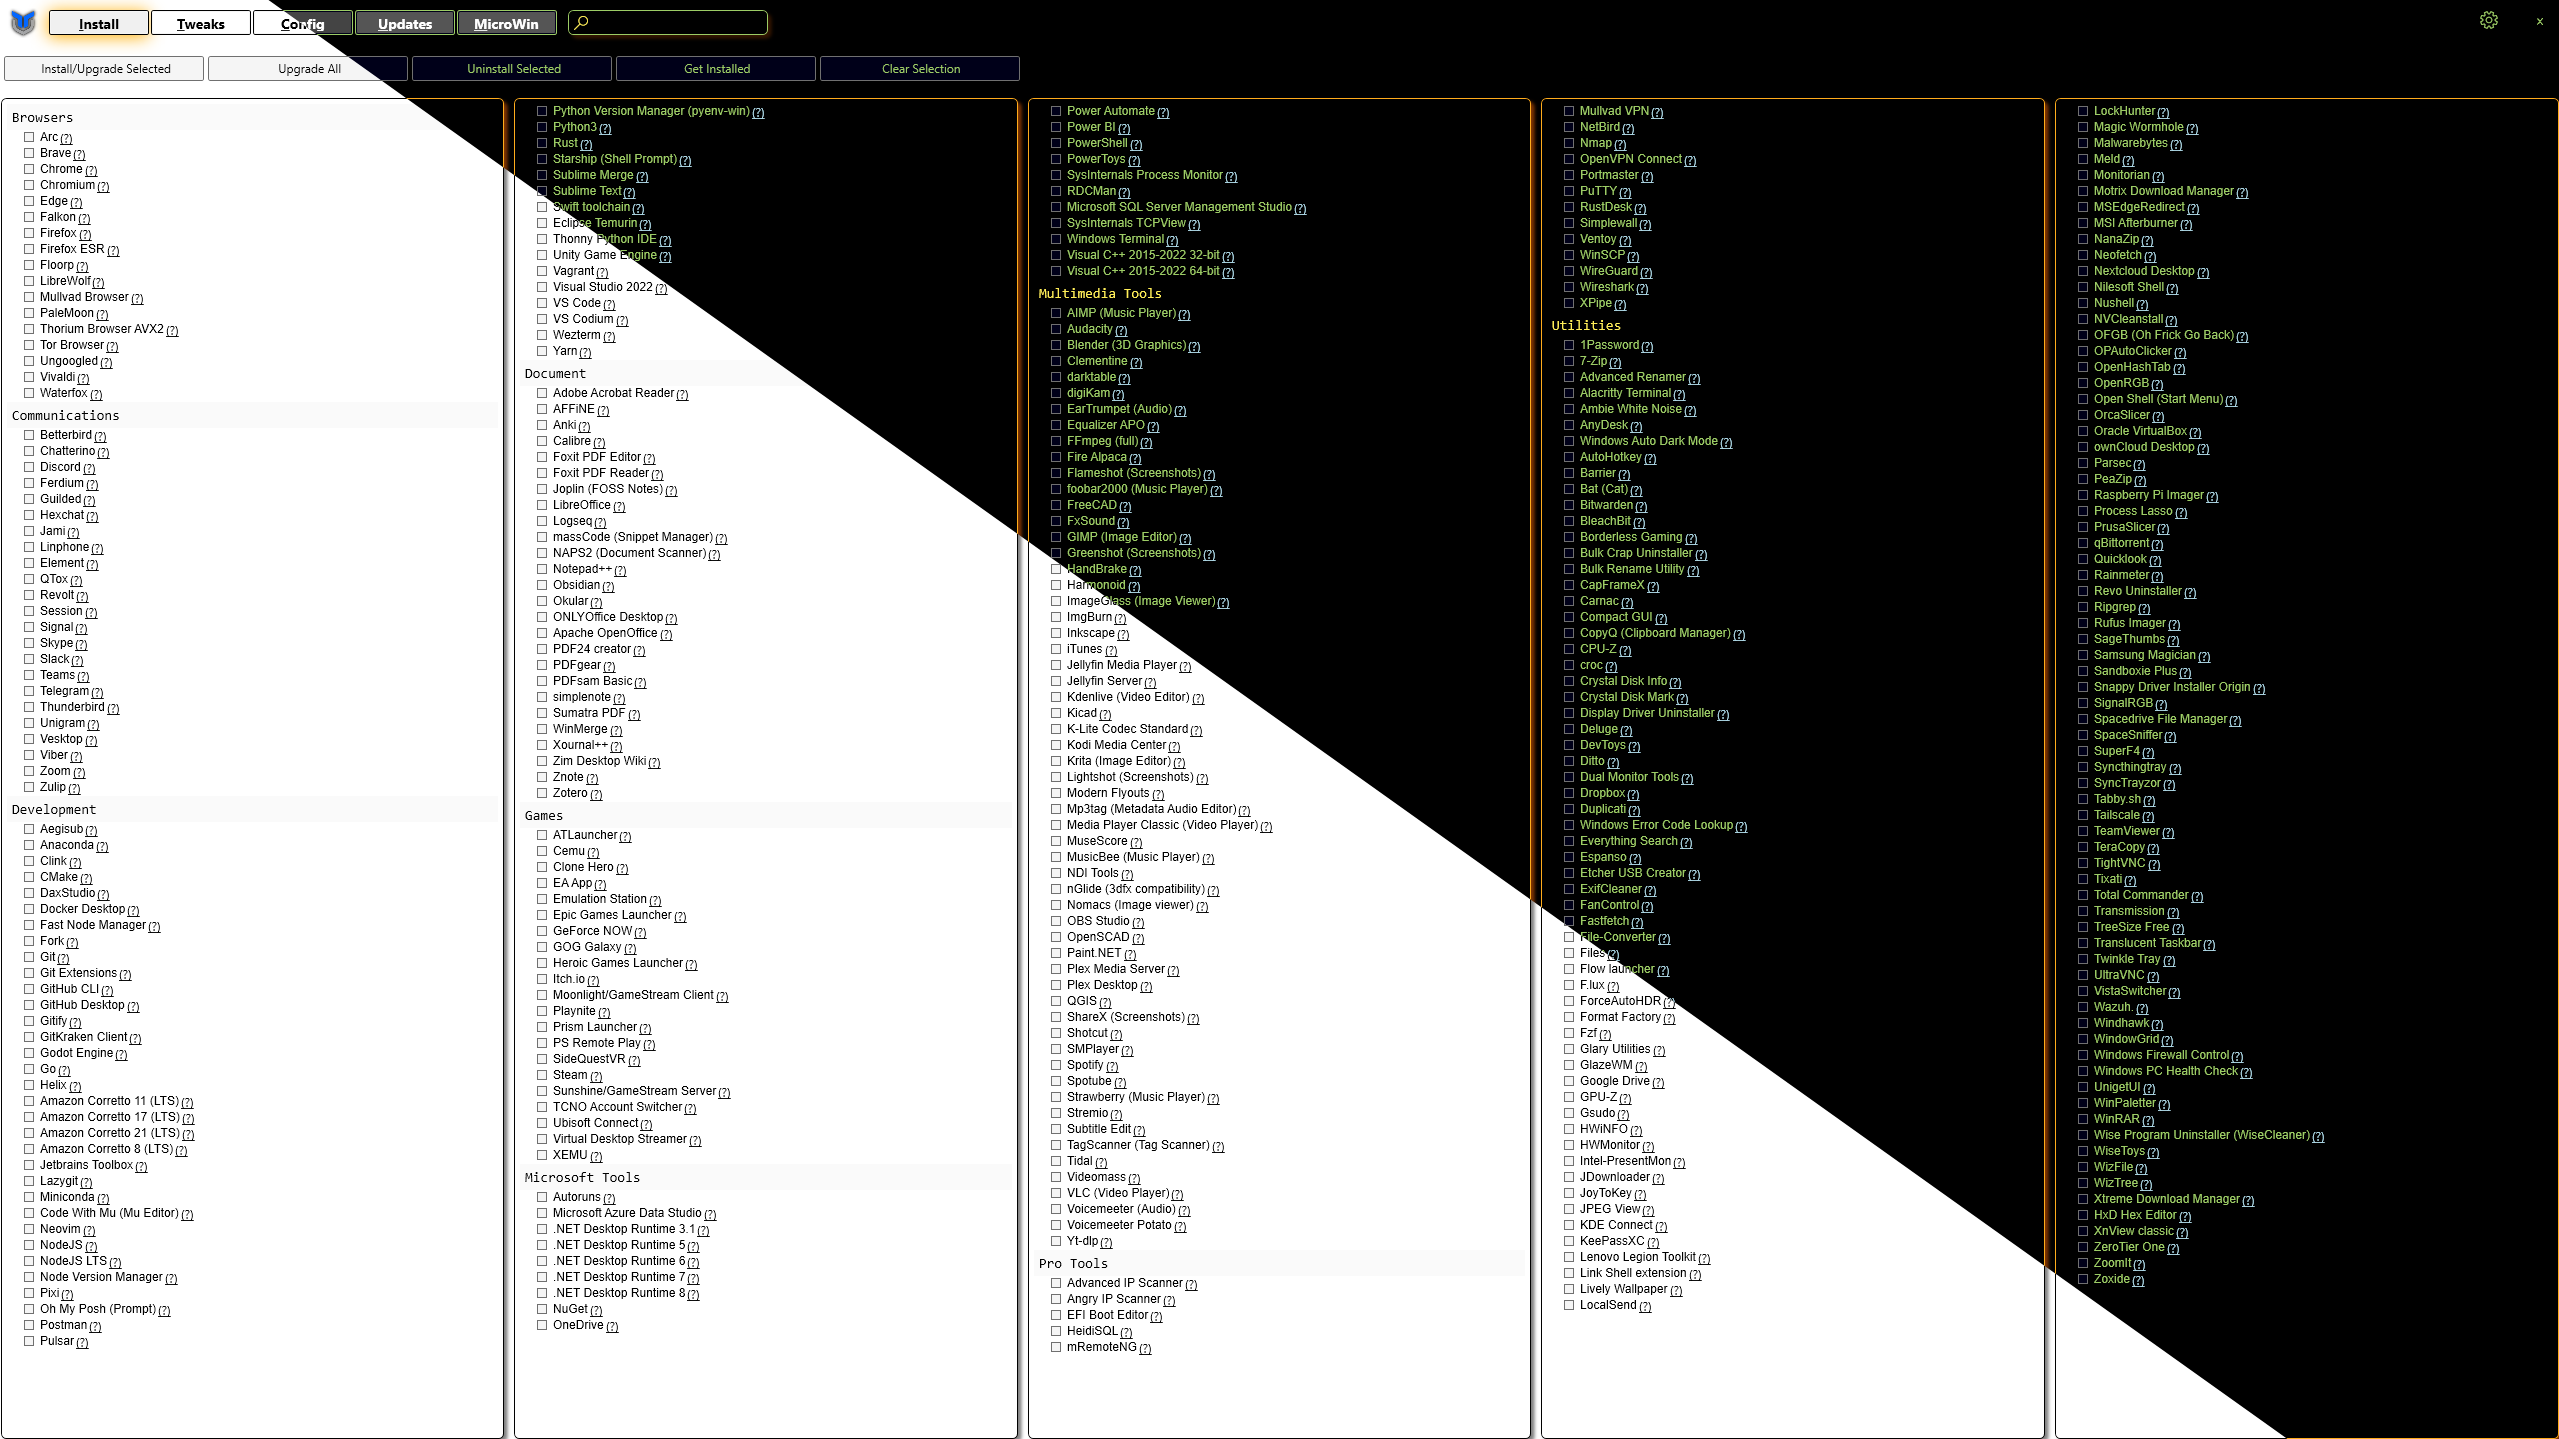 Install
Tweaks
Config
Updates
MicroWin
x
Install/Upgrade Selected
Upgrade All
Uninstall Selected
Get Installed
Clear Selection
Browsers
Arc (?)
Brave (?)
Chrome (?)
Chromium (?)
Edge (?)
Falkon (?)
Firefox (?)
Firefox ESR (?)
Floorp (?)
LibreWolf (?)
Mullvad Browser (?)
PaleMoon (?)
Thorium Browser AVX2 (?)
Tor Browser (?)
Ungoogled (?)
Vivaldi (?)
Waterfox (?)
Communications
Betterbird (?)
Chatterino (?)
Discord (?)
Ferdium (?)
Guilded (?)
Hexchat (?)
Jami (?)
Linphone (?)
Element (?)
QTox (?)
Revolt (?)
Session (?)
Signal (?)
Skype (?)
Slack (?)
Teams (?)
Telegram (?)
Thunderbird (?)
Unigram (?)
Vesktop (?)
Viber (?)
Zoom (?)
Zulip (?)
Development
Aegisub (?)
Anaconda (?)
Clink (?)
CMake (?)
DaxStudio (?)
Docker Desktop (?)
Fast Node Manager (?)
Fork (?)
Git (?)
Git Extensions (?)
GitHub CLI (?)
GitHub Desktop (?)
Gitify (?)
GitKraken Client (?)
Godot Engine (?)
Go (?)
Helix (?)
Amazon Corretto 11 (LTS) (?)
Amazon Corretto 17 (LTS) (?)
Amazon Corretto 21 (LTS) (?)
Amazon Corretto 8 (LTS) (?)
Jetbrains Toolbox (?)
Lazygit (?)
Miniconda (?)
Code With Mu (Mu Editor) (?)
Neovim (?)
NodeJS (?)
NodeJS LTS (?)
Node Version Manager (?)
Pixi (?)
Oh My Posh (Prompt) (?)
Postman (?)
Pulsar (?)
Python Version Manager (pyenv-win) (?)
Python3 (?)
Rust (?)
Starship (Shell Prompt) (?)
Sublime Merge (?)
Sublime Text (?)
Swift toolchain (?)
Eclipse Temurin (?)
Thonny Python IDE (?)
Unity Game Engine (?)
Vagrant (?)
Visual Studio 2022 (?)
VS Code (?)
VS Codium (?)
Wezterm (?)
Yarn (?)
Document
Adobe Acrobat Reader (?)
AFFiNE (?)
Anki (?)
Calibre (?)
Foxit PDF Editor (?)
Foxit PDF Reader (?)
Joplin (FOSS Notes) (?)
LibreOffice (?)
Logseq (?)
massCode (Snippet Manager) (?)
NAPS2 (Document Scanner) (?)
Notepad++ (?)
Obsidian (?)
Okular (?)
ONLYOffice Desktop (?)
Apache OpenOffice (?)
PDF24 creator (?)
PDFgear (?)
PDFsam Basic (?)
simplenote (?)
Sumatra PDF (?)
WinMerge (?)
Xournal++ (?)
Zim Desktop Wiki (?)
Znote (?)
Zotero (?)
Games
ATLauncher (?)
Cemu (?)
Clone Hero (?)
EA App (?)
Emulation Station (?)
Epic Games Launcher (?)
GeForce NOW (?)
GOG Galaxy (?)
Heroic Games Launcher (?)
Itch.io (?)
Moonlight/GameStream Client (?)
Playnite (?)
Prism Launcher (?)
PS Remote Play (?)
SideQuestVR (?)
Steam (?)
Sunshine/GameStream Server (?)
TCNO Account Switcher (?)
Ubisoft Connect (?)
Virtual Desktop Streamer (?)
XEMU (?)
Microsoft Tools
Autoruns (?)
Microsoft Azure Data Studio (?)
.NET Desktop Runtime 3.1 (?)
.NET Desktop Runtime 5 (?)
.NET Desktop Runtime 6 (?)
.NET Desktop Runtime 7 (?)
.NET Desktop Runtime 8 (?)
NuGet (?)
OneDrive (?)
Power Automate (?)
Power BI (?)
PowerShell (?)
PowerToys (?)
SysInternals Process Monitor (?)
RDCMan (?)
Microsoft SQL Server Management Studio (?)
SysInternals TCPView (?)
Windows Terminal (?)
Visual C++ 2015-2022 32-bit (?)
Visual C++ 2015-2022 64-bit (?)
Multimedia Tools
AIMP (Music Player) (?)
Audacity (?)
Blender (3D Graphics) (?)
Clementine (?)
darktable (?)
digiKam (?)
EarTrumpet (Audio) (?)
Equalizer APO (?)
FFmpeg (full) (?)
Fire Alpaca (?)
Flameshot (Screenshots) (?)
foobar2000 (Music Player) (?)
FreeCAD (?)
FxSound (?)
GIMP (Image Editor) (?)
Greenshot (Screenshots) (?)
HandBrake (?)
Harmonoid (?)
ImageGlass (Image Viewer) (?)
ImgBurn (?)
Inkscape (?)
iTunes (?)
Jellyfin Media Player (?)
Jellyfin Server (?)
Kdenlive (Video Editor) (?)
Kicad (?)
K-Lite Codec Standard (?)
Kodi Media Center (?)
Krita (Image Editor) (?)
Lightshot (Screenshots) (?)
Modern Flyouts (?)
Mp3tag (Metadata Audio Editor) (?)
Media Player Classic (Video Player) (?)
MuseScore (?)
MusicBee (Music Player) (?)
NDI Tools (?)
nGlide (3dfx compatibility) (?)
Nomacs (Image viewer) (?)
OBS Studio (?)
OpenSCAD (?)
Paint.NET (?)
Plex Media Server (?)
Plex Desktop (?)
QGIS (?)
ShareX (Screenshots) (?)
Shotcut (?)
SMPlayer (?)
Spotify (?)
Spotube (?)
Strawberry (Music Player) (?)
Stremio (?)
Subtitle Edit (?)
TagScanner (Tag Scanner) (?)
Tidal (?)
Videomass (?)
VLC (Video Player) (?)
Voicemeeter (Audio) (?)
Voicemeeter Potato (?)
Yt-dlp (?)
Pro Tools
Advanced IP Scanner (?)
Angry IP Scanner (?)
EFI Boot Editor (?)
HeidiSQL (?)
mRemoteNG (?)
Mullvad VPN (?)
NetBird (?)
Nmap (?)
OpenVPN Connect (?)
Portmaster (?)
PuTTY (?)
RustDesk (?)
Simplewall (?)
Ventoy (?)
WinSCP (?)
WireGuard (?)
Wireshark (?)
XPipe (?)
Utilities
1Password (?)
7-Zip (?)
Advanced Renamer (?)
Alacritty Terminal (?)
Ambie White Noise (?)
AnyDesk (?)
Windows Auto Dark Mode (?)
AutoHotkey (?)
Barrier (?)
Bat (Cat) (?)
Bitwarden (?)
BleachBit (?)
Borderless Gaming (?)
Bulk Crap Uninstaller (?)
Bulk Rename Utility (?)
CapFrameX (?)
Carnac (?)
Compact GUI (?)
CopyQ (Clipboard Manager) (?)
CPU-Z (?)
croc (?)
Crystal Disk Info (?)
Crystal Disk Mark (?)
Display Driver Uninstaller (?)
Deluge (?)
DevToys (?)
Ditto (?)
Dual Monitor Tools (?)
Dropbox (?)
Duplicati (?)
Windows Error Code Lookup (?)
Everything Search (?)
Espanso (?)
Etcher USB Creator (?)
ExifCleaner (?)
FanControl (?)
Fastfetch (?)
File-Converter (?)
Files (?)
Flow launcher (?)
F.lux (?)
ForceAutoHDR (?)
Format Factory (?)
Fzf (?)
Glary Utilities (?)
GlazeWM (?)
Google Drive (?)
GPU-Z (?)
Gsudo (?)
HWiNFO (?)
HWMonitor (?)
Intel-PresentMon (?)
JDownloader (?)
JoyToKey (?)
JPEG View (?)
KDE Connect (?)
KeePassXC (?)
Lenovo Legion Toolkit (?)
Link Shell extension (?)
Lively Wallpaper (?)
LocalSend (?)
LockHunter (?)
Magic Wormhole (?)
Malwarebytes (?)
Meld (?)
Monitorian (?)
Motrix Download Manager (?)
MSEdgeRedirect (?)
MSI Afterburner (?)
NanaZip (?)
Neofetch (?)
Nextcloud Desktop (?)
Nilesoft Shell (?)
Nushell (?)
NVCleanstall (?)
OFGB (Oh Frick Go Back) (?)
OPAutoClicker (?)
OpenHashTab (?)
OpenRGB (?)
Open Shell (Start Menu) (?)
OrcaSlicer (?)
Oracle VirtualBox (?)
ownCloud Desktop (?)
Parsec (?)
PeaZip (?)
Raspberry Pi Imager (?)
Process Lasso (?)
PrusaSlicer (?)
qBittorrent (?)
Quicklook (?)
Rainmeter (?)
Revo Uninstaller (?)
Ripgrep (?)
Rufus Imager (?)
SageThumbs (?)
Samsung Magician (?)
Sandboxie Plus (?)
Snappy Driver Installer Origin (?)
SignalRGB (?)
Spacedrive File Manager (?)
SpaceSniffer (?)
SuperF4 (?)
Syncthingtray (?)
SyncTrayzor (?)
Tabby.sh (?)
Tailscale (?)
TeamViewer (?)
TeraCopy (?)
TightVNC (?)
Tixati (?)
Total Commander (?)
Transmission (?)
TreeSize Free (?)
Translucent Taskbar (?)
Twinkle Tray (?)
UltraVNC (?)
VistaSwitcher (?)
Wazuh. (?)
Windhawk (?)
WindowGrid (?)
Windows Firewall Control (?)
Windows PC Health Check (?)
UnigetUI (?)
WinPaletter (?)
WinRAR (?)
Wise Program Uninstaller (WiseCleaner) (?)
WiseToys (?)
WizFile (?)
WizTree (?)
Xtreme Download Manager (?)
HxD Hex Editor (?)
XnView classic (?)
ZeroTier One (?)
ZoomIt (?)
Zoxide (?)